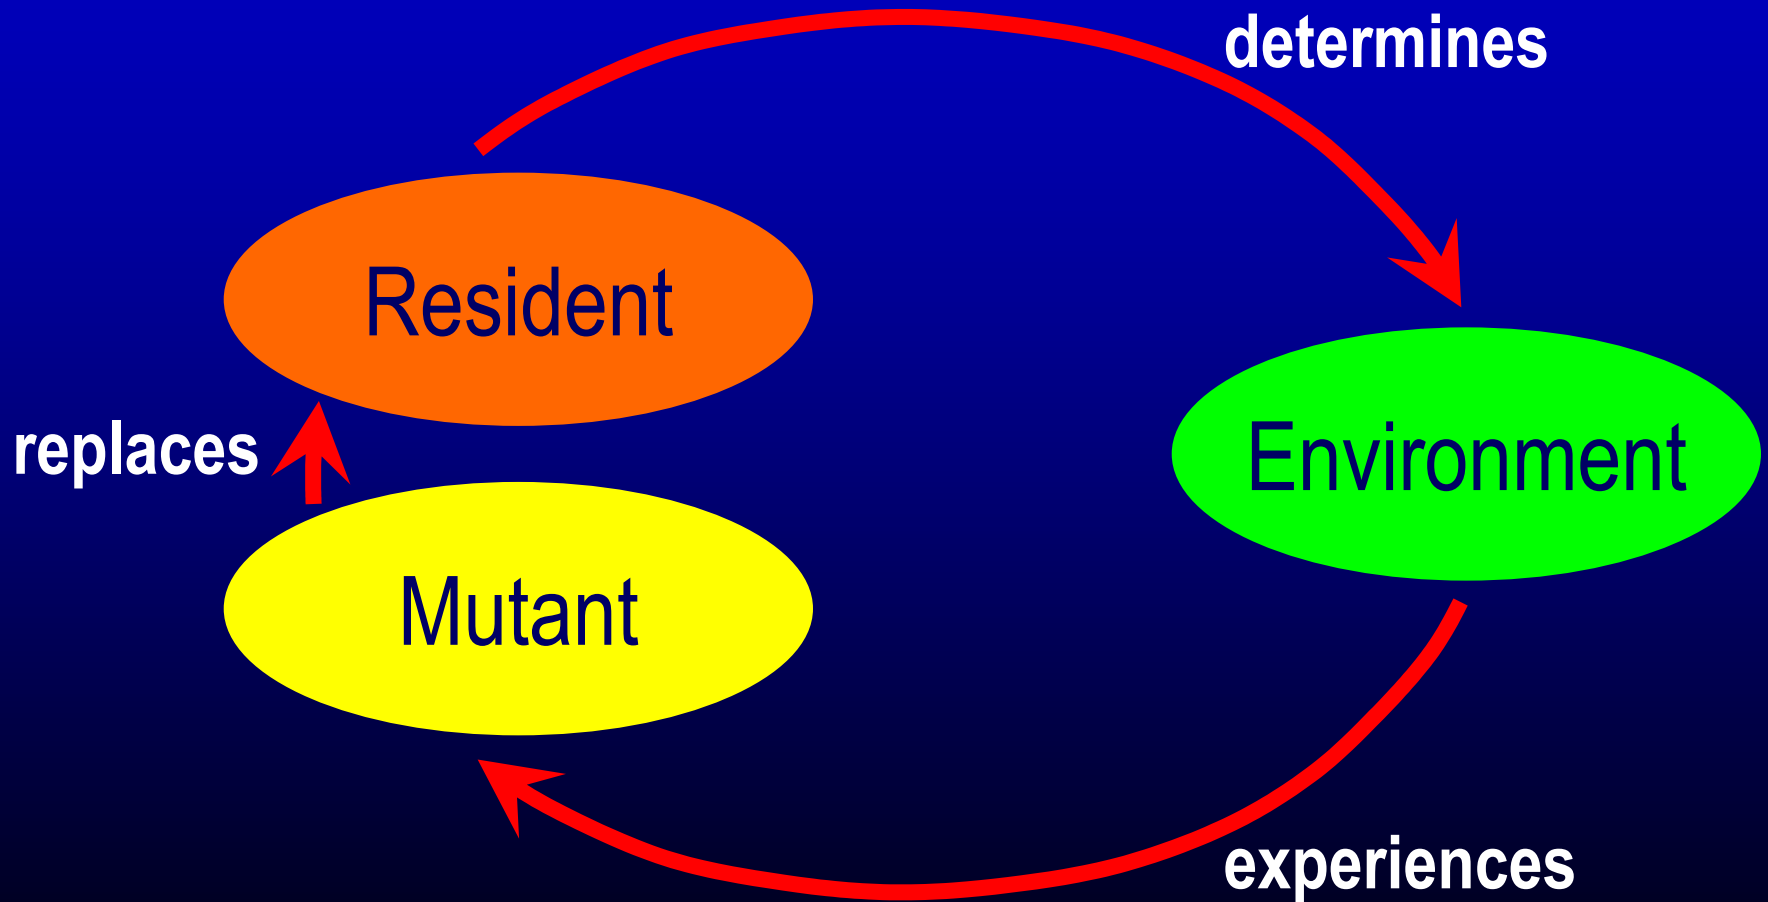 determines
Resident
replaces
Environment
Mutant
experiences